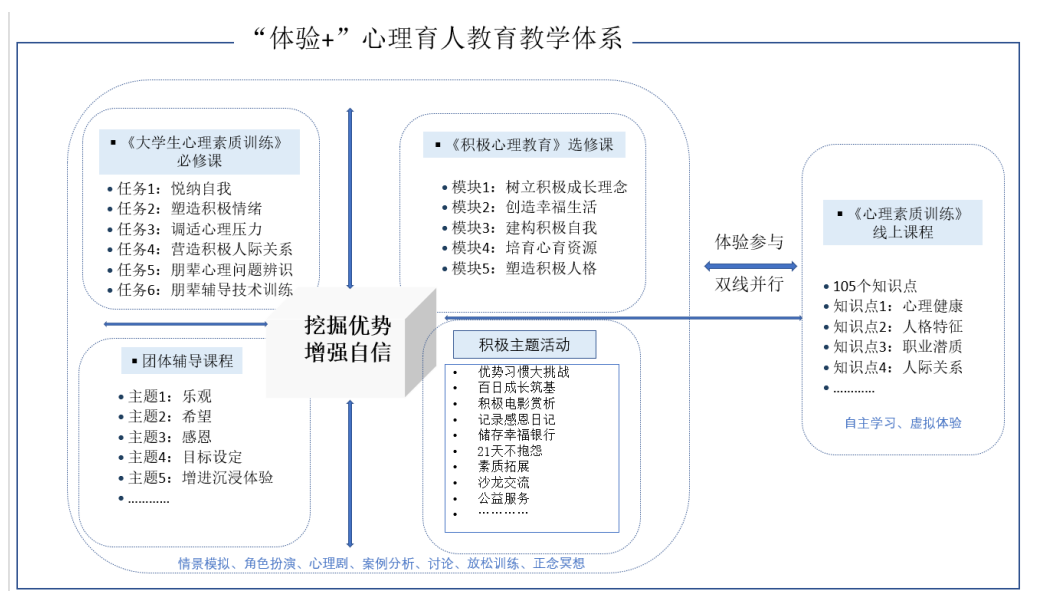 “体验+”心理育人教育教学体系
▪ 《大学生心理素质训练》
必修课
• 任务1：悦纳自我
• 任务2：塑造积极情绪
• 任务3：调适心理压力
• 任务4：营造积极人际关系
• 任务5：朋辈心理问题辨识
• 任务6：朋辈辅导技术训练
▪ 《积极心理教育》选修课
• 模块1：树立积极成长理念
• 模块2：创造幸福生活
• 模块3：建构积极自我
• 模块4：培育心育资源
• 模块5：塑造积极人格
体验参与
双线并行
▪ 《心理素质训练》
线上课程
• 105个知识点
• 知识点1：心理健康
• 知识点2：人格特征
• 知识点3：职业潜质
• 知识点4：人际关系
• …………
自主学习、虚拟体验
挖掘优势
增强自信
▪ 团体辅导课程
• 主题1：乐观
• 主题2：希望
• 主题3：感恩
• 主题4：目标设定
• 主题5：增进沉浸体验
• …………
积极主题活动
• 优势习惯大挑战
• 百日成长筑基
• 积极电影赏析
• 记录感恩日记
• 储存幸福银行
• 21天不抱怨
• 素质拓展
• 沙龙交流
• 公益服务
• …………
情景模拟、角色扮演、心理剧、案例分析、讨论、放松训练、正念冥想